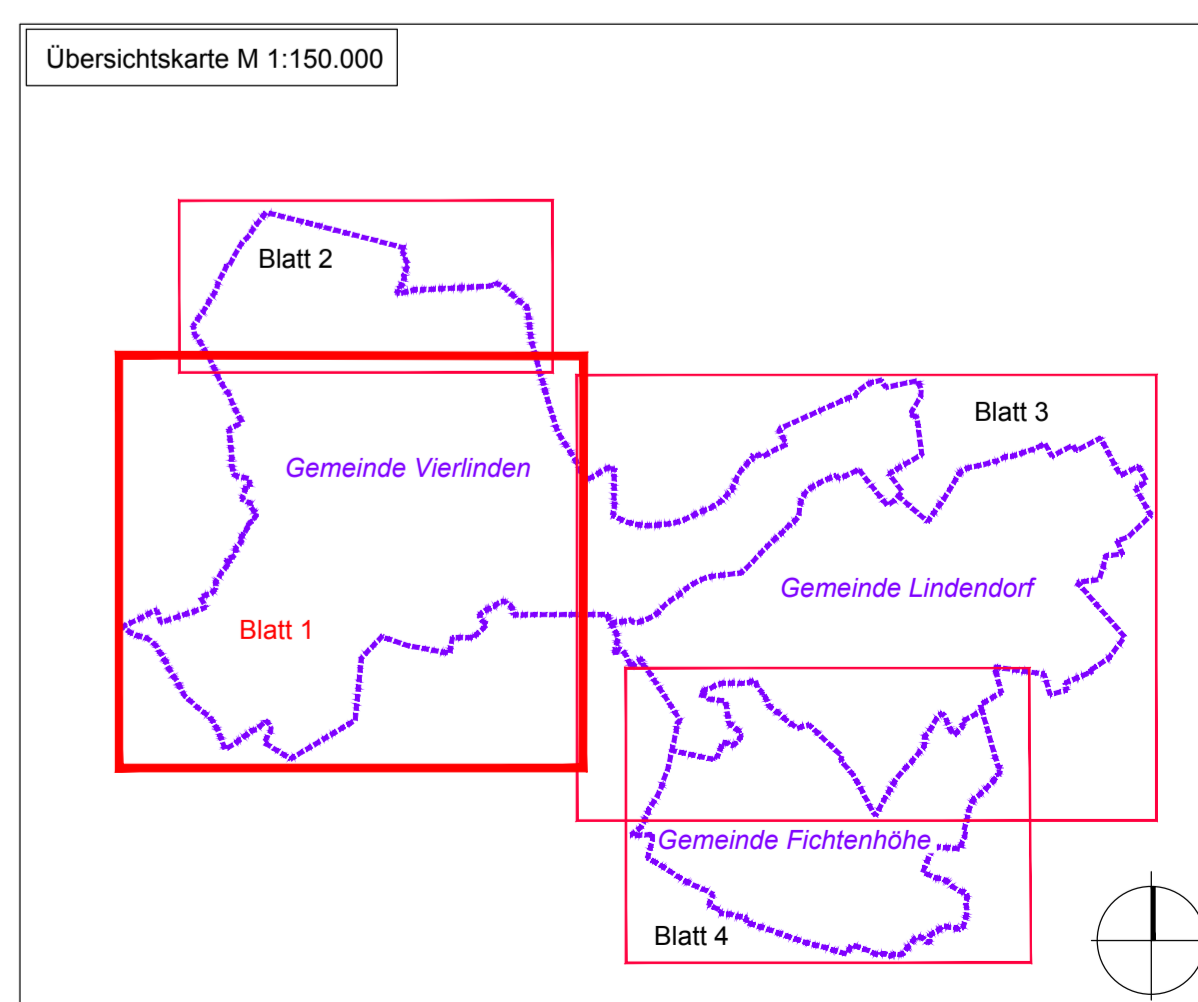 Übersichtskarte M 1:150.000
Blatt 2
Blatt 3
Gemeinde Vierlinden
Gemeinde Lindendorf
Blatt 1
Gemeinde Fichtenhöhe
Blatt 4